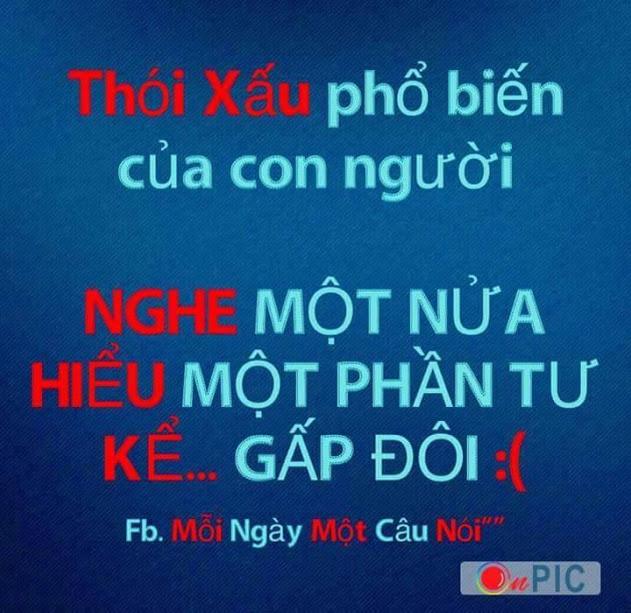 Thói Xấu phổ biến
của con người
NGHE MỘT NỬA
HIỂU MỘT PHẦN TƯ
KỂ... GẤP ĐÔI :(
Fb. Mỗi Ngày Một Câu Nói""
OnPIC